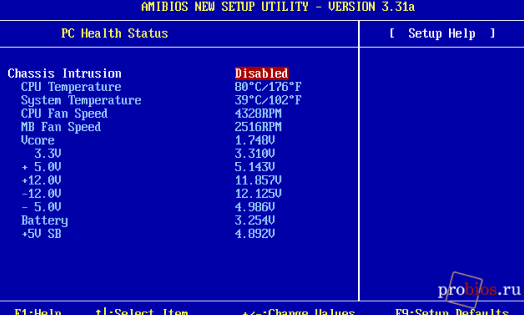 AMIBIOS NEW SETUP UTILITY - VERSION 3.31a
PC Health Status
[ Setup Help ]
Chassis Intrusion Disabled
CPU Temperature 80°C/176°F
System Temperature 39°C/102°F
CPU Fan Speed 4328RPM
MB Fan Speed 2516RPM
Vcore 1.748V
3.3V 3.310V
+ 5.0V 5.143V
+12.0V 11.857V
-12.0V 12.125V
- 5.0V 4.986V
Battery 3.254V
+5V SB 4.892V
probios.ru
F1:Help ↑↓:Select Item +/-:Change Values F9:Setup Defaults